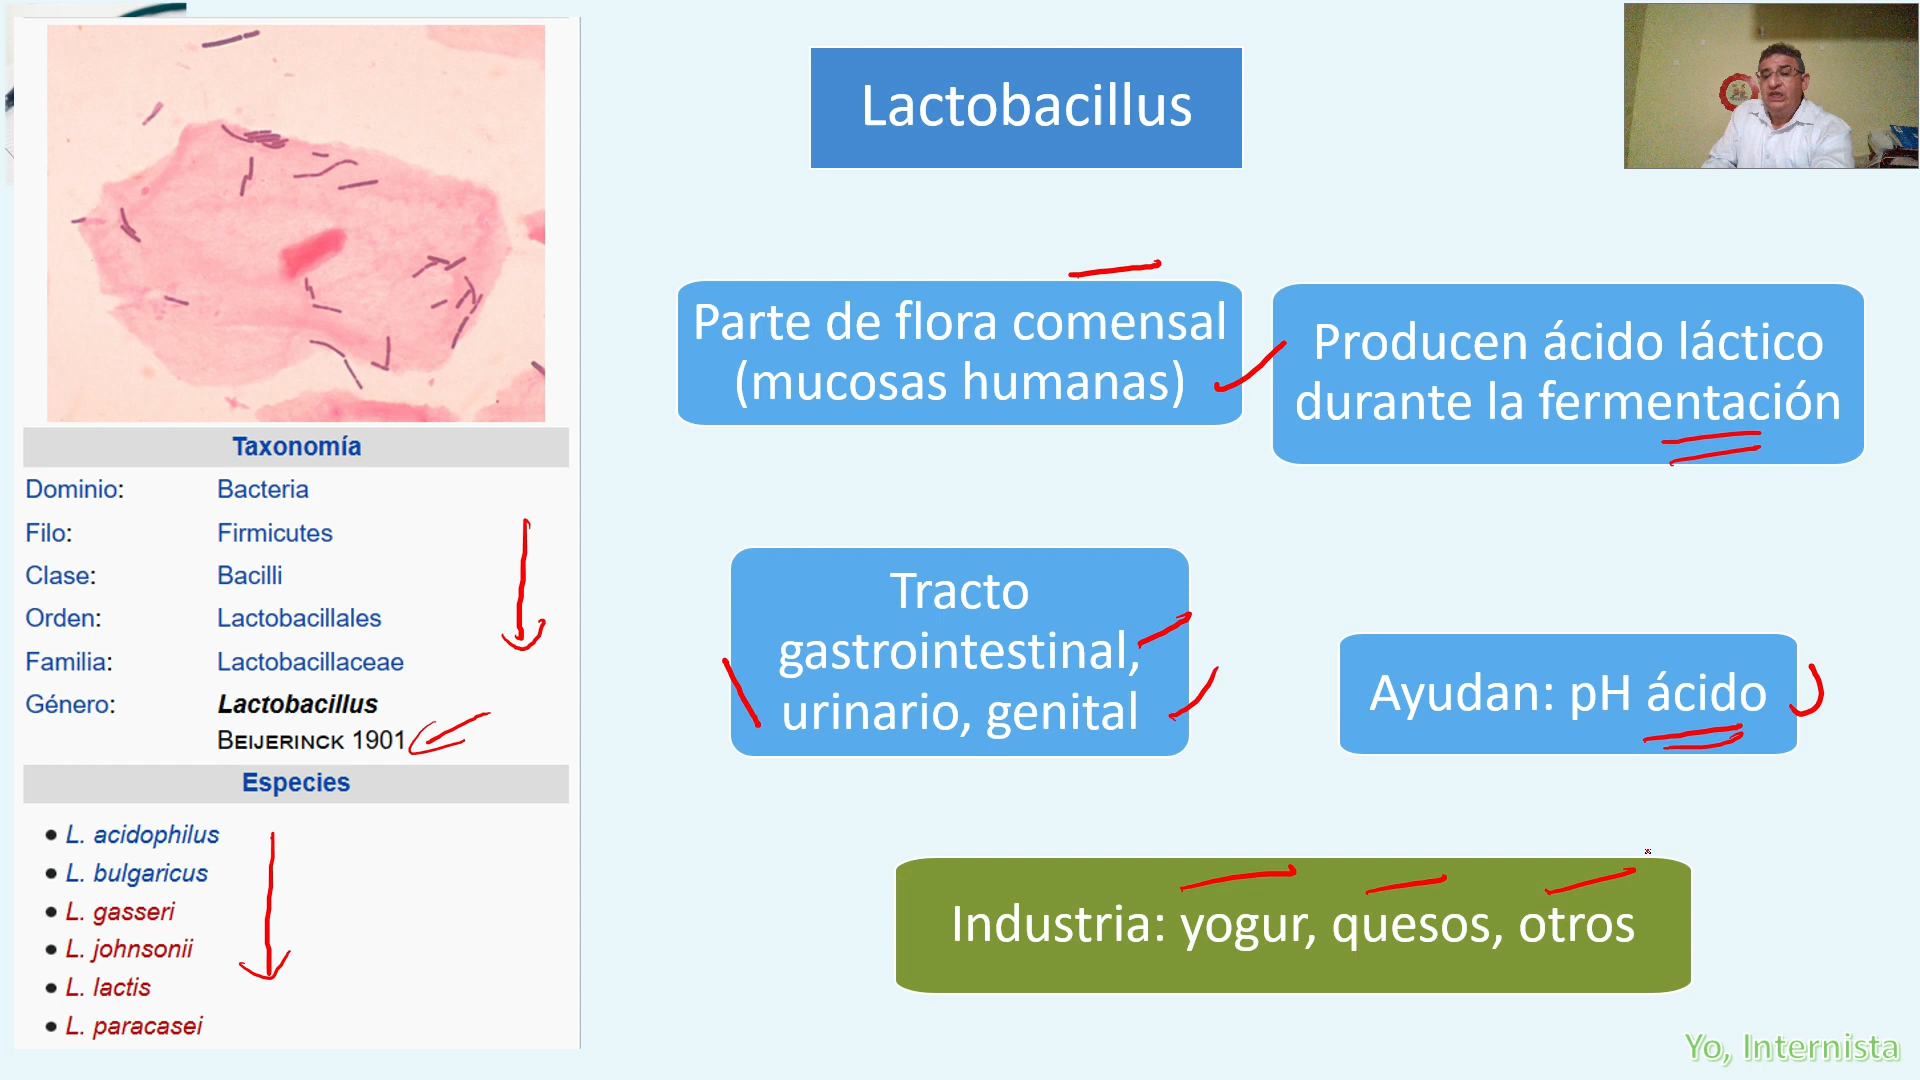 Lactobacillus
Parte de flora comensal
(mucosas humanas)
Producen ácido láctico
durante la fermentación
Tracto
gastrointestinal,
urinario, genital
Ayudan: pH ácido
Industria: yogur, quesos, otros
Taxonomía
Dominio: Bacteria
Filo: Firmicutes
Clase: Bacilli
Orden: Lactobacillales
Familia: Lactobacillaceae
Género: Lactobacillus
BEIJERINCK 1901
Especies
• L. acidophilus
• L. bulgaricus
• L. gasseri
• L. johnsonii
• L. lactis
• L. paracasei
Yo, Internista